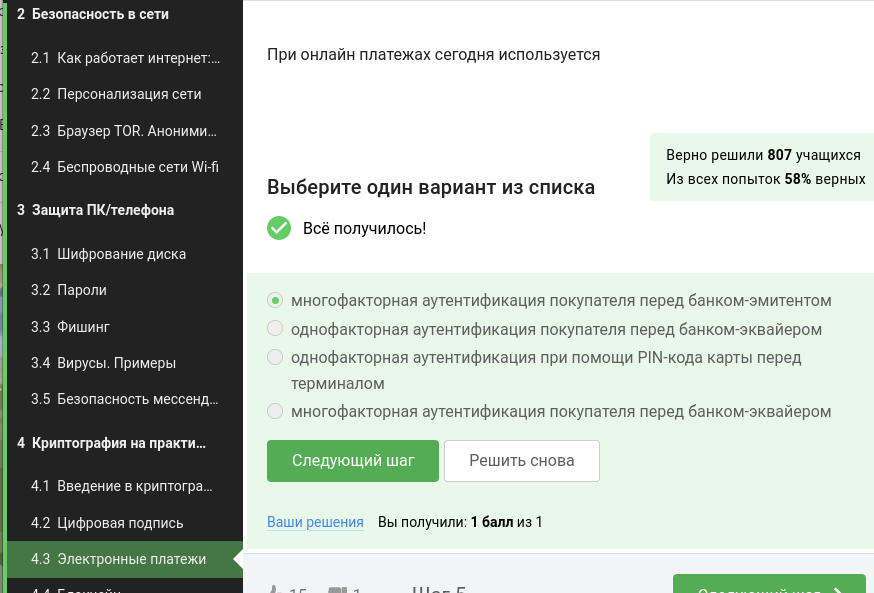 2 Безопасность в сети
2.1 Как работает интернет:...
2.2 Персонализация сети
2.3 Браузер TOR. Аноними...
2.4 Беспроводные сети Wi-fi
3 Защита ПК/телефона
3.1 Шифрование диска
3.2 Пароли
3.3 Фишинг
3.4 Вирусы. Примеры
3.5 Безопасность мессенд...
4 Криптография на практи...
4.1 Введение в криптогра...
4.2 Цифровая подпись
4.3 Электронные платежи
4.4 Блокчейн
При онлайн платежах сегодня используется
Верно решили 807 учащихся
Из всех попыток 58% верных
Выберите один вариант из списка
Всё получилось!
многофакторная аутентификация покупателя перед банком-эмитентом
однофакторная аутентификация покупателя перед банком-эквайером
однофакторная аутентификация при помощи PIN-кода карты перед
терминалом
многофакторная аутентификация покупателя перед банком-эквайером
Следующий шаг
Решить снова
Ваши решения Вы получили: 1 балл из 1
15 1 Шаг 5
Следующий шаг